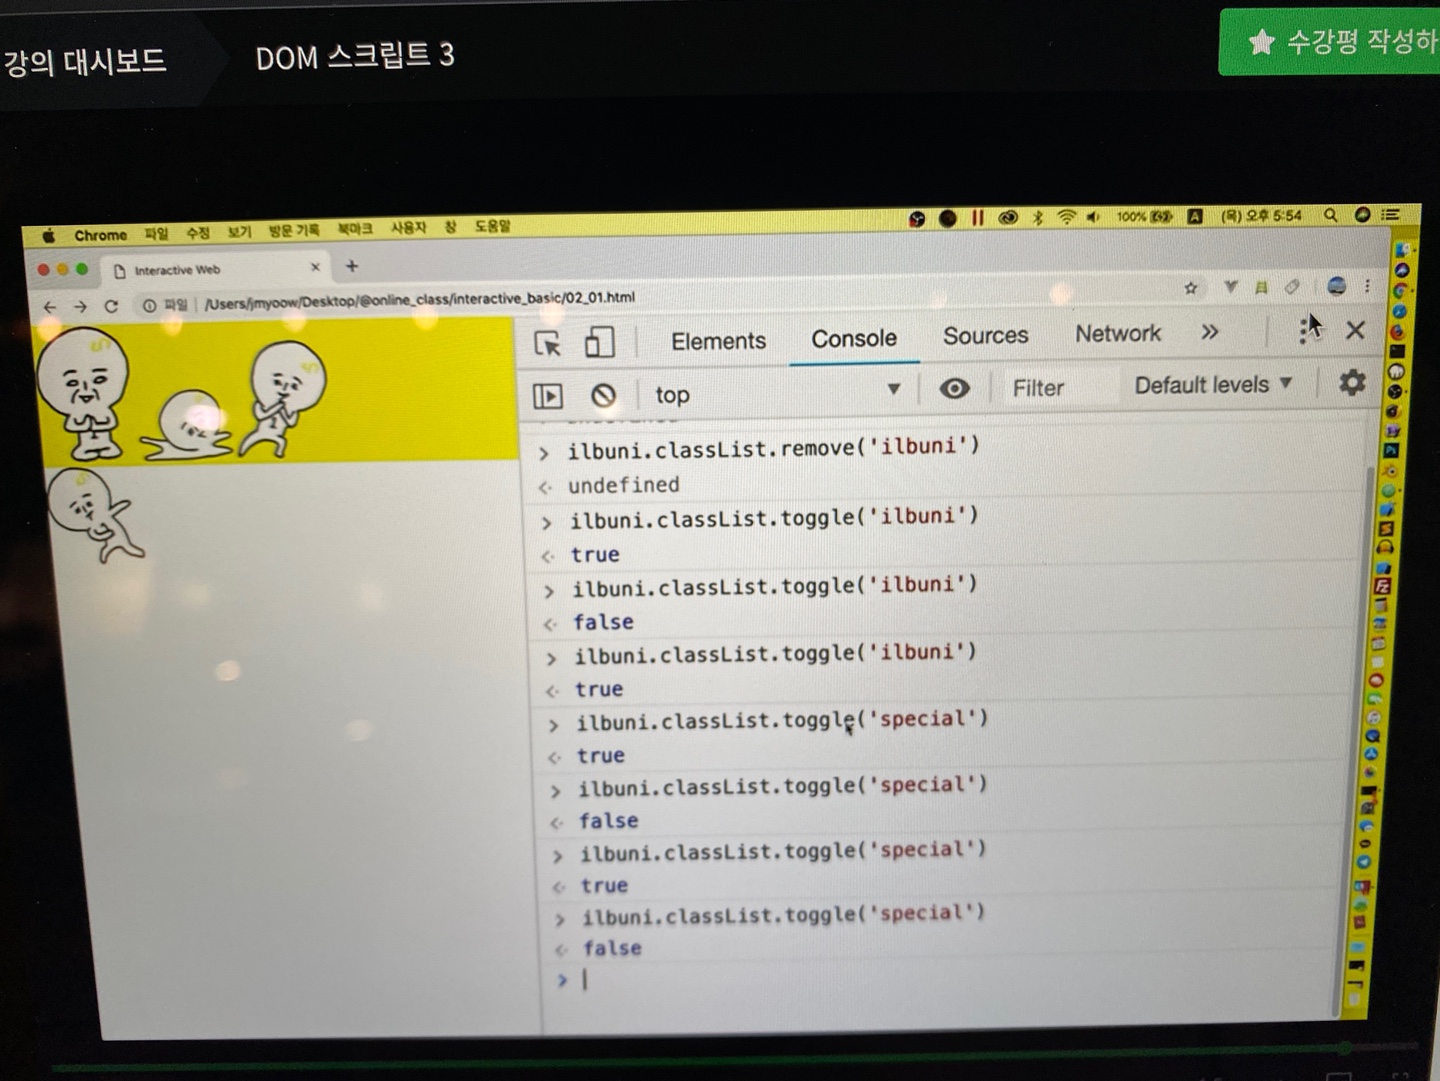 강의 대시보드
DOM 스크립트 3
수강평 작성하
Chrome 파일 수정 보기 방문 기록 북마크 사용자 창 도움말
100%
(목) 오후 5:54
Interactive Web
파일 /Users/jmyoow/Desktop/@online_class/interactive_basic/02_01.html
Elements Console Sources Network
top Filter Default levels
> ilbuni.classList.remove('ilbuni')
undefined
> ilbuni.classList.toggle('ilbuni')
true
> ilbuni.classList.toggle('ilbuni')
false
> ilbuni.classList.toggle('ilbuni')
true
> ilbuni.classList.toggle('special')
true
> ilbuni.classList.toggle('special')
false
> ilbuni.classList.toggle('special')
true
> ilbuni.classList.toggle('special')
false
>